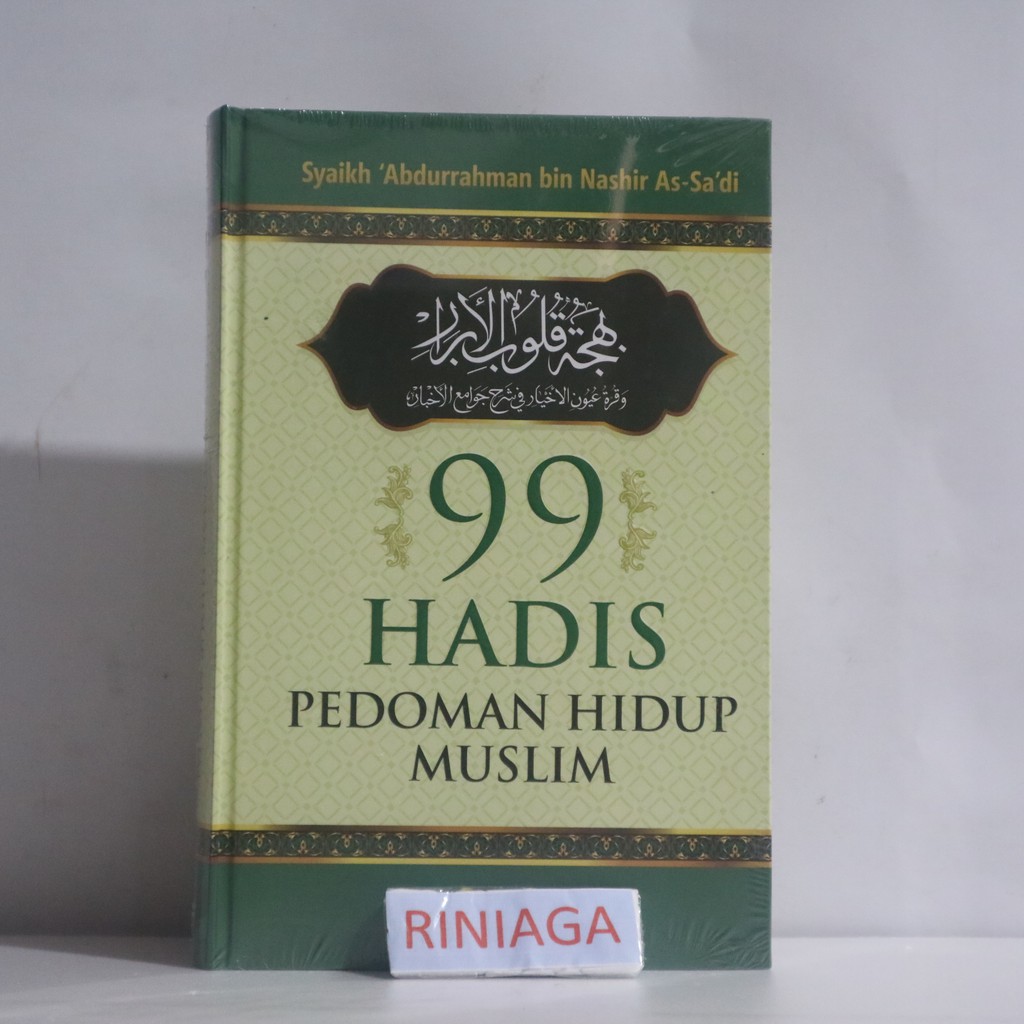 Syaikh 'Abdurrahman bin Nashir As-Sa'di
بهجة قلوب الأبرار
وقرة عيون الاخيار في شرح جوامع الأخبار
99
HADIS
PEDOMAN HIDUP
MUSLIM
RINIAGA